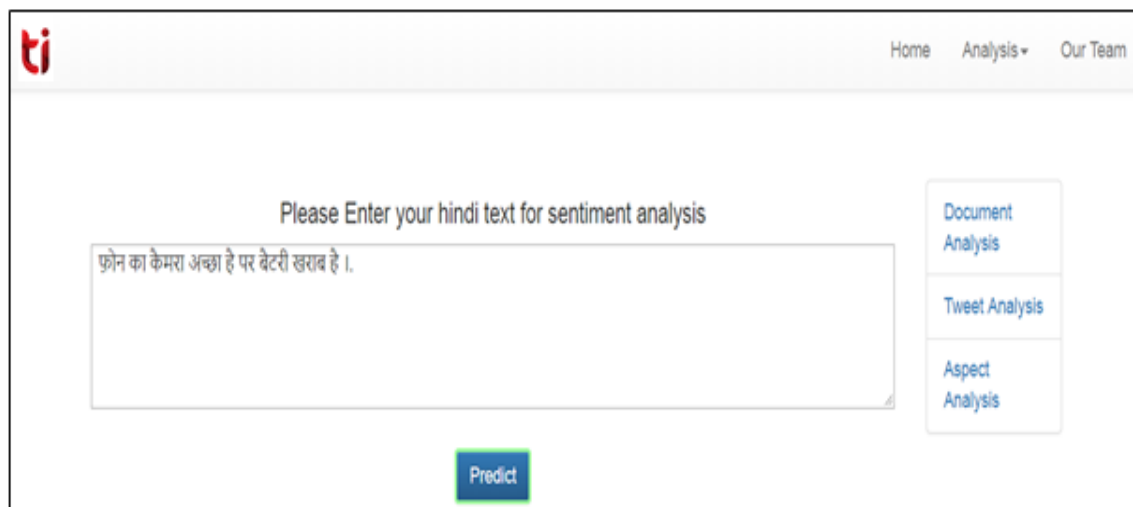 ti
Home Analysis Our Team
Please Enter your hindi text for sentiment analysis
फ़ोन का कैमरा अच्छा है पर बैटरी खराब है ।.
Document
Analysis
Tweet Analysis
Aspect
Analysis
Predict